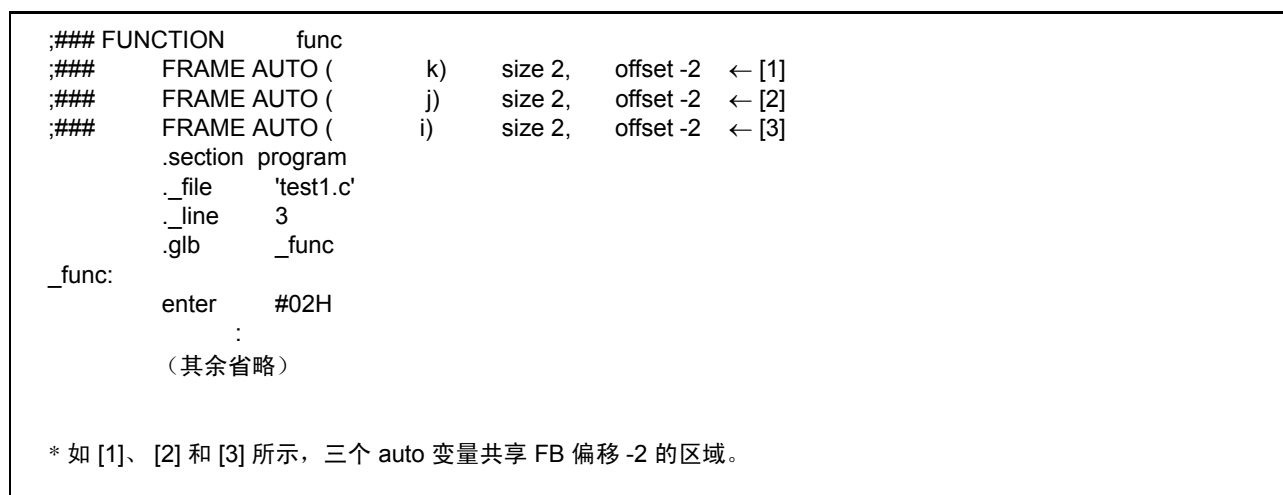 ;### FUNCTION func
;### FRAME AUTO ( k) size 2, offset -2 ← [1]
;### FRAME AUTO ( j) size 2, offset -2 ← [2]
;### FRAME AUTO ( i) size 2, offset -2 ← [3]
.section program
._file 'test1.c'
._line 3
.glb _func
_func:
enter #02H
:
（其余省略）
* 如 [1]、 [2] 和 [3] 所示，三个 auto 变量共享 FB 偏移 -2 的区域。